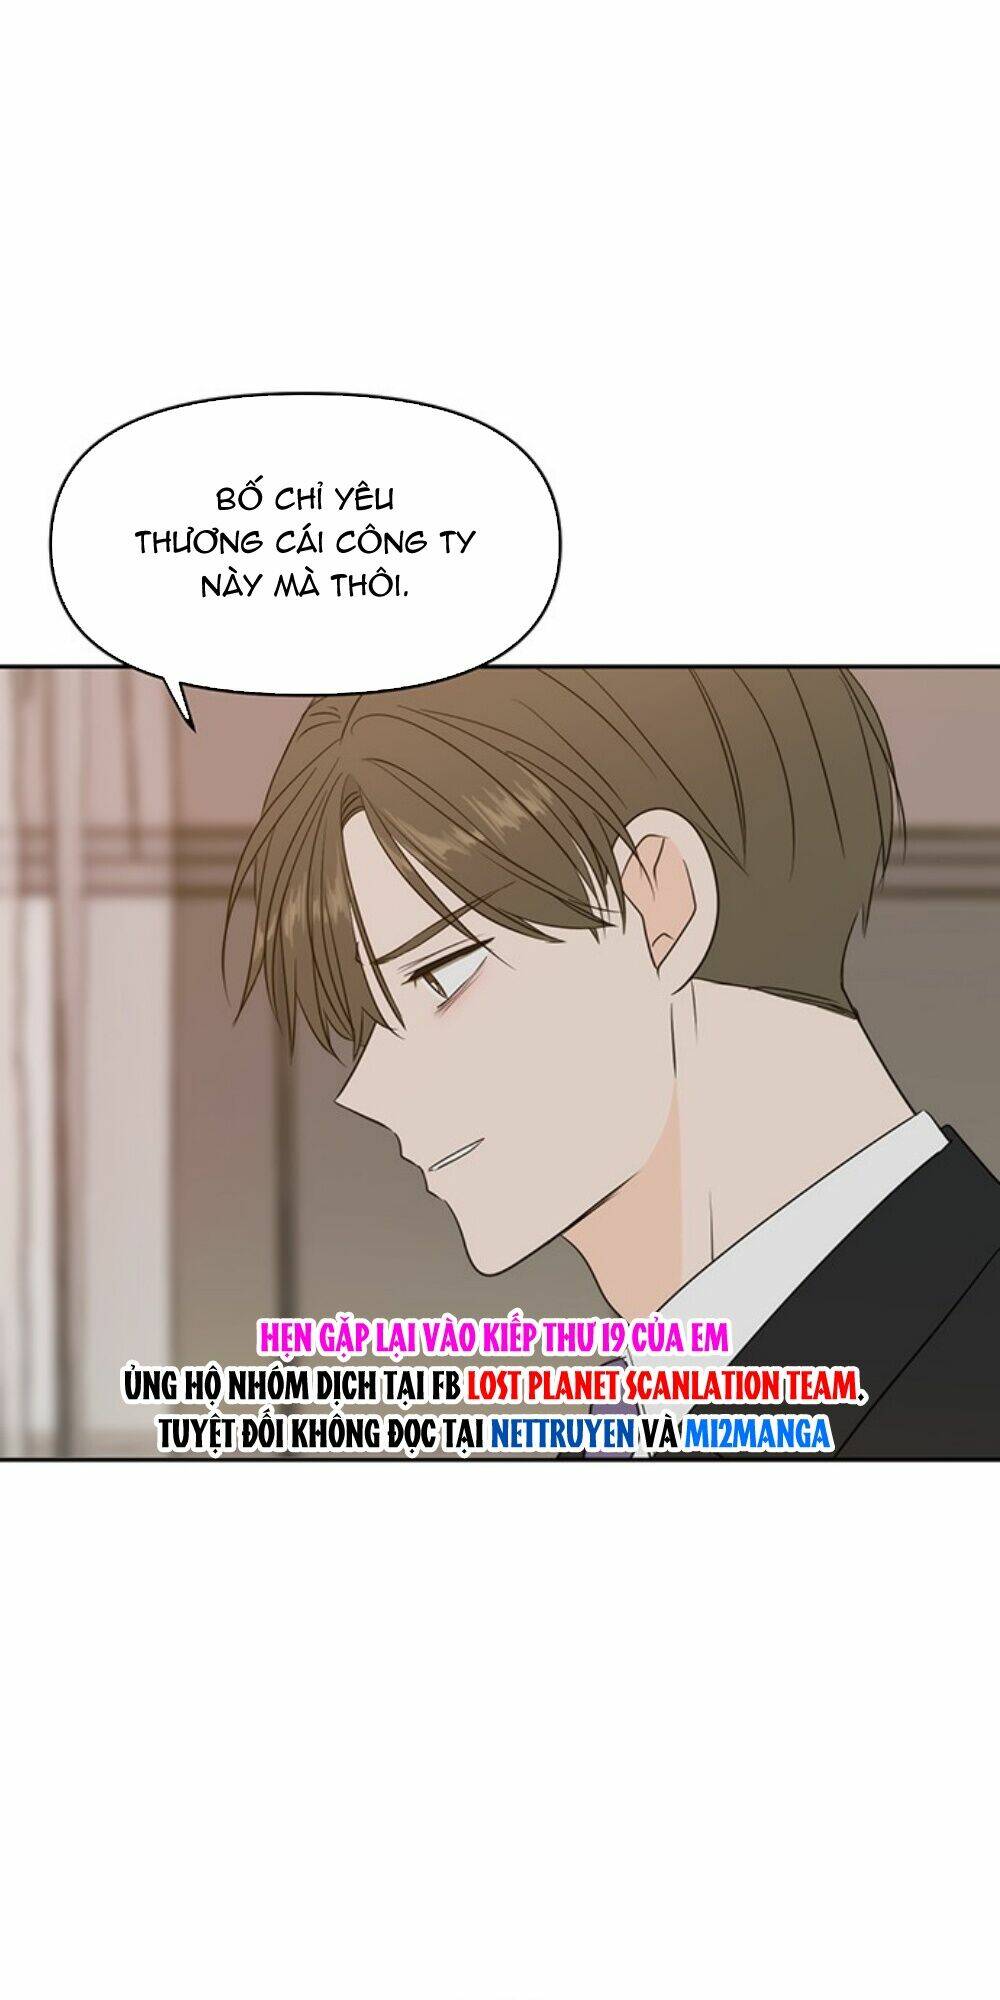 BỐ CHỈ YÊU
THƯƠNG CÁI CÔNG TY
NÀY MÀ THÔI.
HẸN GẶP LẠI VÀO KIẾP THƯ 19 CỦA EM
ỦNG HỘ NHÓM DỊCH TẠI FB LOST PLANET SCANLATION TEAM.
TUYỆT ĐỐI KHÔNG ĐỌC TẠI NETTRUYEN VÀ MI2MANGA